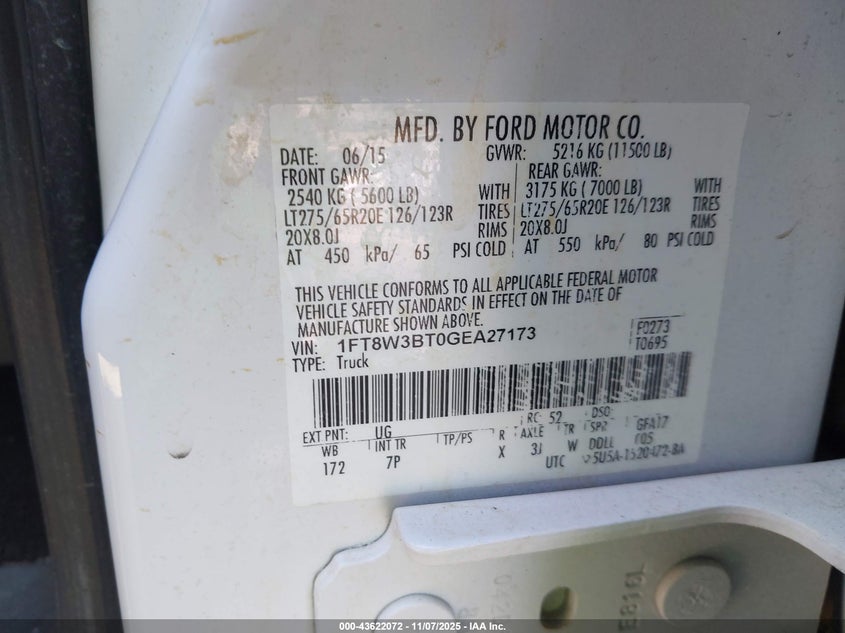 MFD. BY FORD MOTOR CO.
DATE: 06/15 GVWR: 5216 KG (11500 LB)
FRONT GAWR: REAR GAWR:
2540 KG ( 5600 LB) WITH 3175 KG ( 7000 LB) WITH
LT275/65R20E 126/123R TIRES LT275/65R20E 126/123R TIRES
20X8.0J RIMS 20X8.0J RIMS
AT 450 kPa/ 65 PSI COLD AT 550 kPa/ 80 PSI COLD
THIS VEHICLE CONFORMS TO ALL APPLICABLE FEDERAL MOTOR
VEHICLE SAFETY STANDARDS IN EFFECT ON THE DATE OF
MANUFACTURE SHOWN ABOVE.
VIN: 1FT8W3BT0GEA27173 F0273
TYPE: Truck T0695
EXT PNT: UG RC: 52 DSO:
WB INT TR TP/PS R AXLE TR SPR GFA17
172 7P X 3J W DDLL
UTC
000-43622072 - 11/07/2025 - IAA Inc.